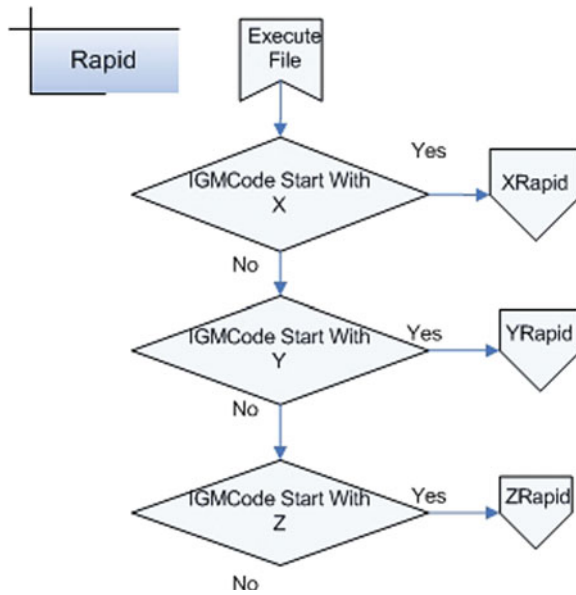 Rapid
Execute
File
IGMCode Start With
X
Yes
XRapid
No
IGMCode Start With
Y
Yes
YRapid
No
IGMCode Start With
Z
Yes
ZRapid
No